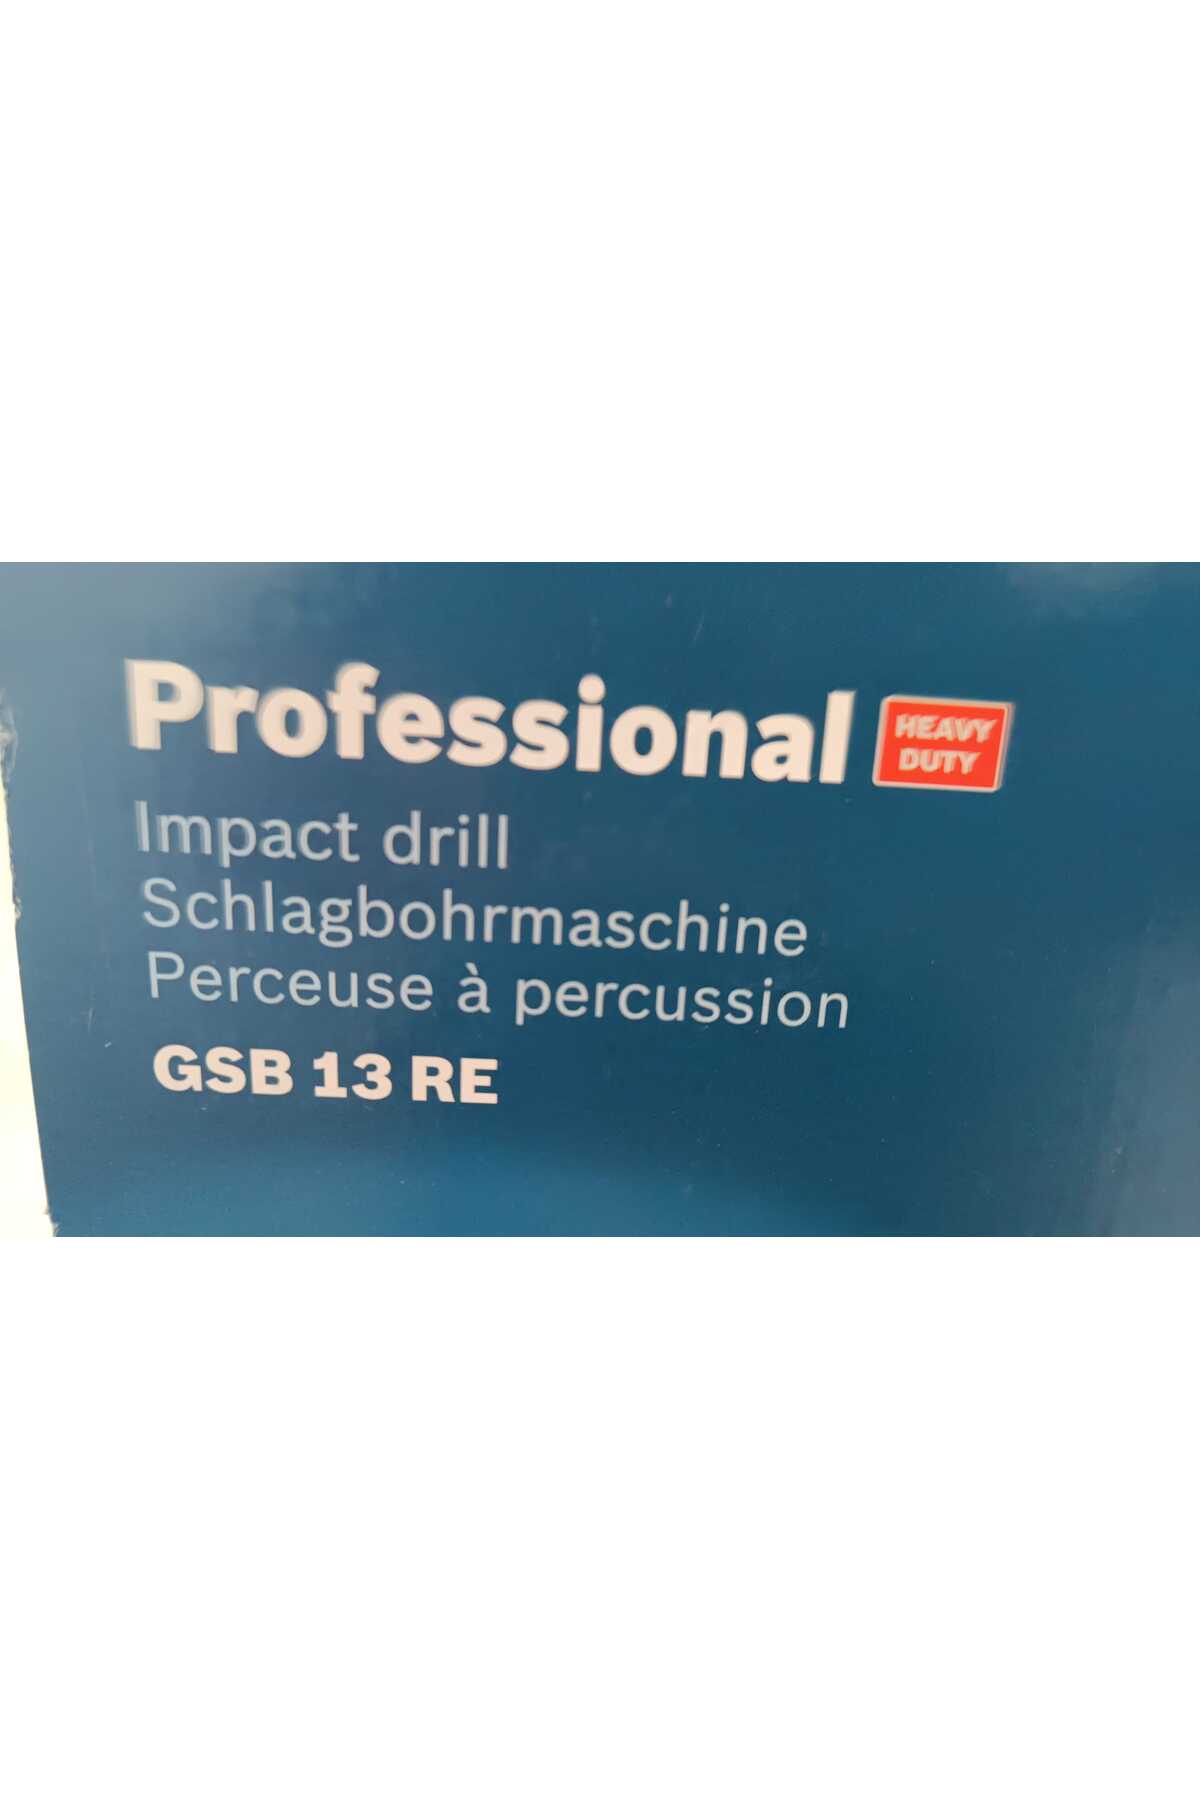 Professional HEAVY DUTY
Impact drill
Schlagbohrmaschine
Perceuse à percussion
GSB 13 RE